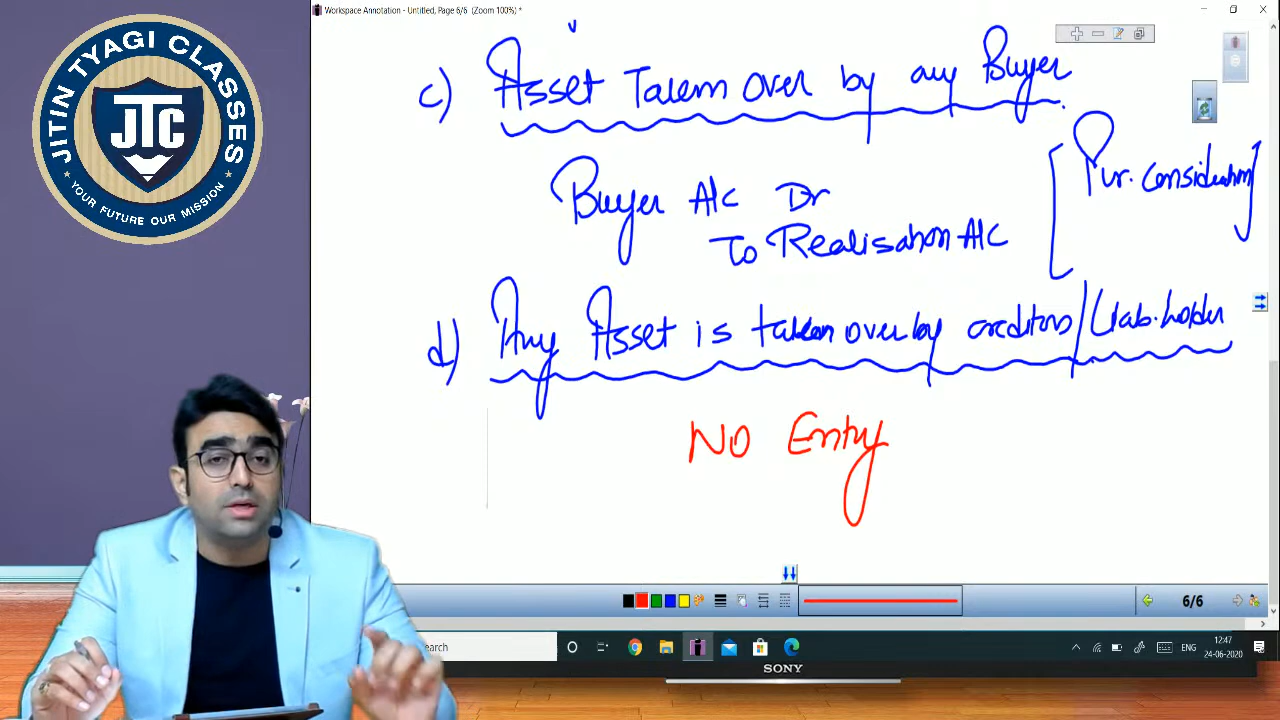 Workspace Annotation - Untitled, Page 6/6 (Zoom 100%) *
JITIN TYAGI CLASSES
JTC
YOUR FUTURE OUR MISSION
c) Asset Taken over by any Buyer
Buyer A/c Dr
To Realisation A/c
[Pur. Consideration]
d) Any Asset is taken over by creditors/Liab. holder
No Entry
6/6
earch
ENG
12:47
24-06-2020
SONY